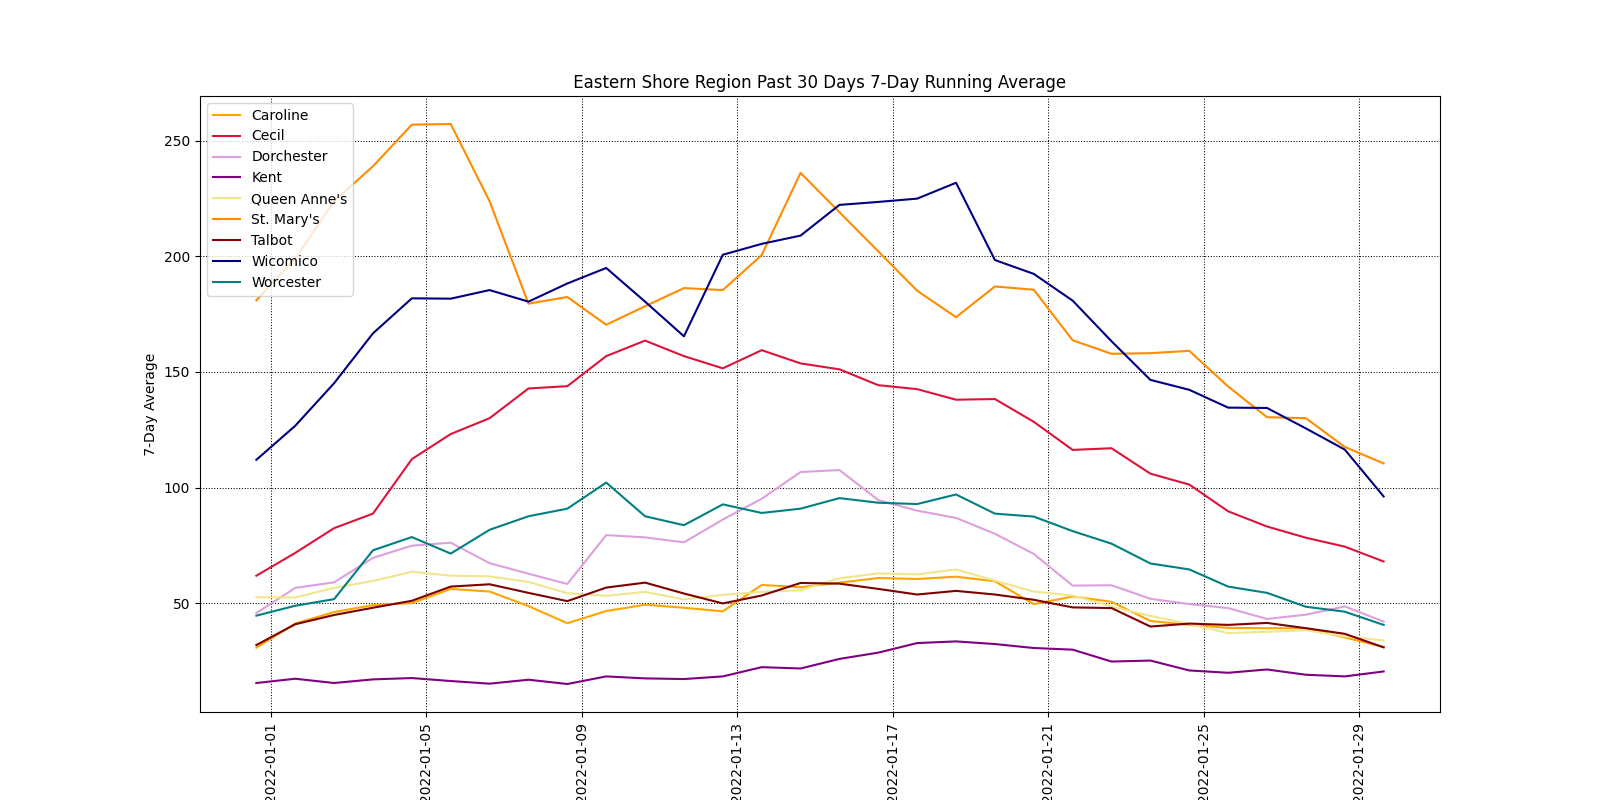 Eastern Shore Region Past 30 Days 7-Day Running Average
Caroline
Cecil
Dorchester
Kent
Queen Anne's
St. Mary's
Talbot
Wicomico
Worcester
7-Day Average
250
200
150
100
50
2022-01-01
2022-01-05
2022-01-09
2022-01-13
2022-01-17
2022-01-21
2022-01-25
2022-01-29